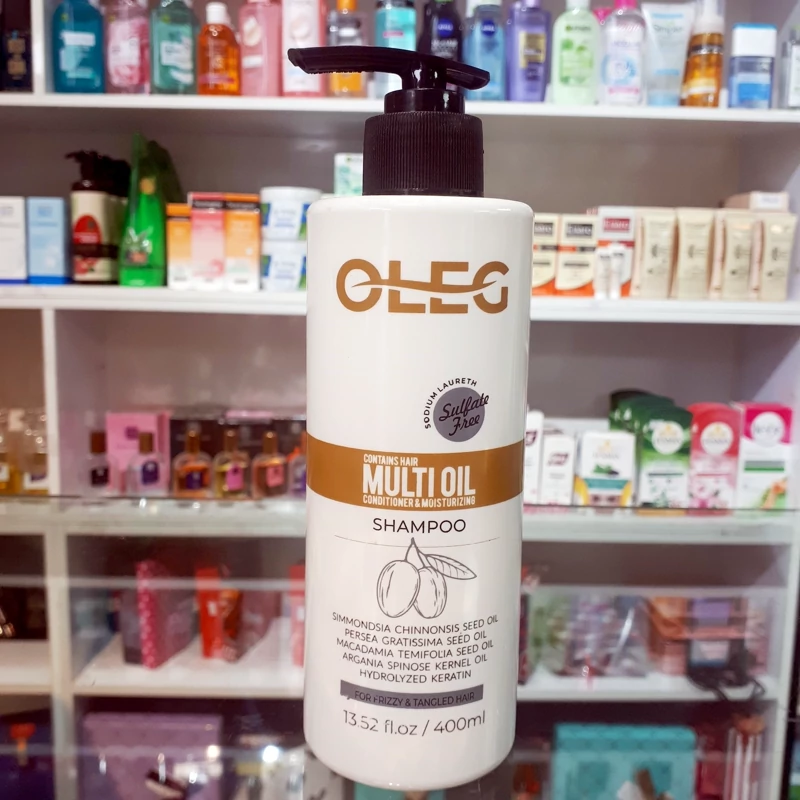 OLEG
SODIUM LAURETH
Sulfate
Free
CONTAINS HAIR
MULTI OIL
CONDITIONER & MOISTURIZING
SHAMPOO
SIMMONDSIA CHINNONSIS SEED OIL
PERSEA GRATISSIMA SEED OIL
MACADAMIA TEMIFOLIA SEED OIL
ARGANIA SPINOSE KERNEL OIL
HYDROLYZED KERATIN
FOR FRIZZY & TANGLED HAIR
13.52 fl.oz / 400ml